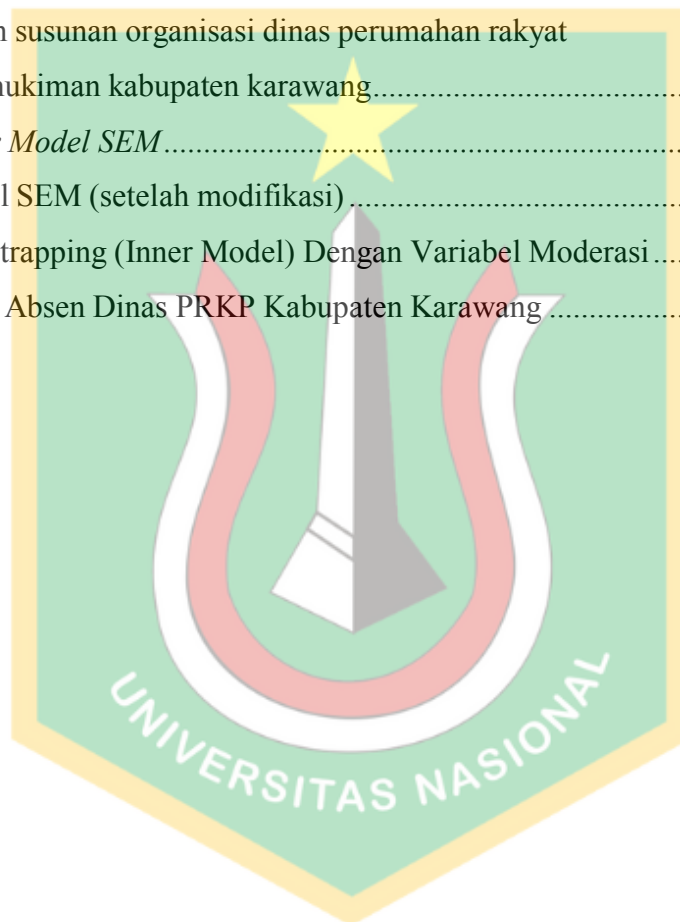 n susunan organisasi dinas perumahan rakyat
nukiman kabupaten karawang............................................
Model SEM.......................................................................
l SEM (setelah modifikasi)...............................................
trapping (Inner Model) Dengan Variabel Moderasi....
Absen Dinas PRKP Kabupaten Karawang..................
UNIVERSITAS NASIONAL